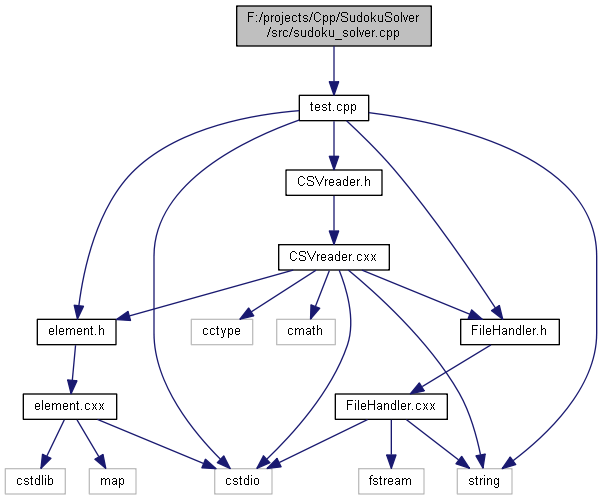 F:/projects/Cpp/SudokuSolver
/src/sudoku_solver.cpp
test.cpp
CSVreader.h
CSVreader.cxx
element.h
cctype
cmath
FileHandler.h
element.cxx
FileHandler.cxx
cstdlib
map
cstdio
fstream
string